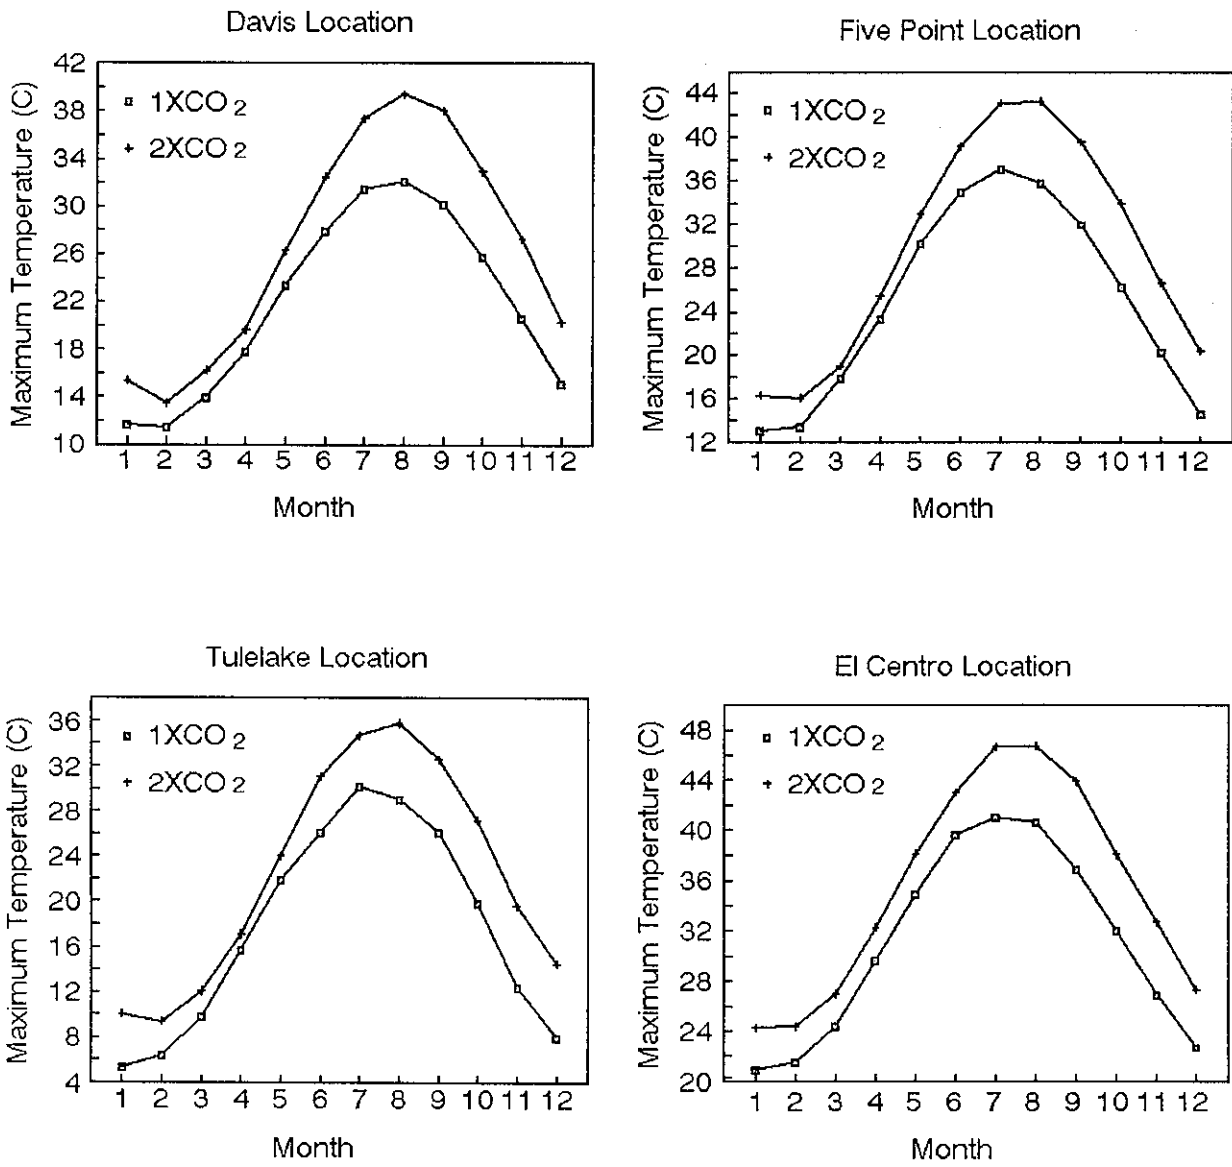 Davis Location
Maximum Temperature (C)
42
38
34
30
26
22
18
14
10
1XCO₂
2XCO₂
1 2 3 4 5 6 7 8 9 10 11 12
Month
Five Point Location
Maximum Temperature (C)
44
40
36
32
28
24
20
16
12
1XCO₂
2XCO₂
1 2 3 4 5 6 7 8 9 10 11 12
Month
Tulelake Location
Maximum Temperature (C)
36
32
28
24
20
16
12
8
4
1XCO₂
2XCO₂
1 2 3 4 5 6 7 8 9 10 11 12
Month
El Centro Location
Maximum Temperature (C)
48
44
40
36
32
28
24
20
1XCO₂
2XCO₂
1 2 3 4 5 6 7 8 9 10 11 12
Month